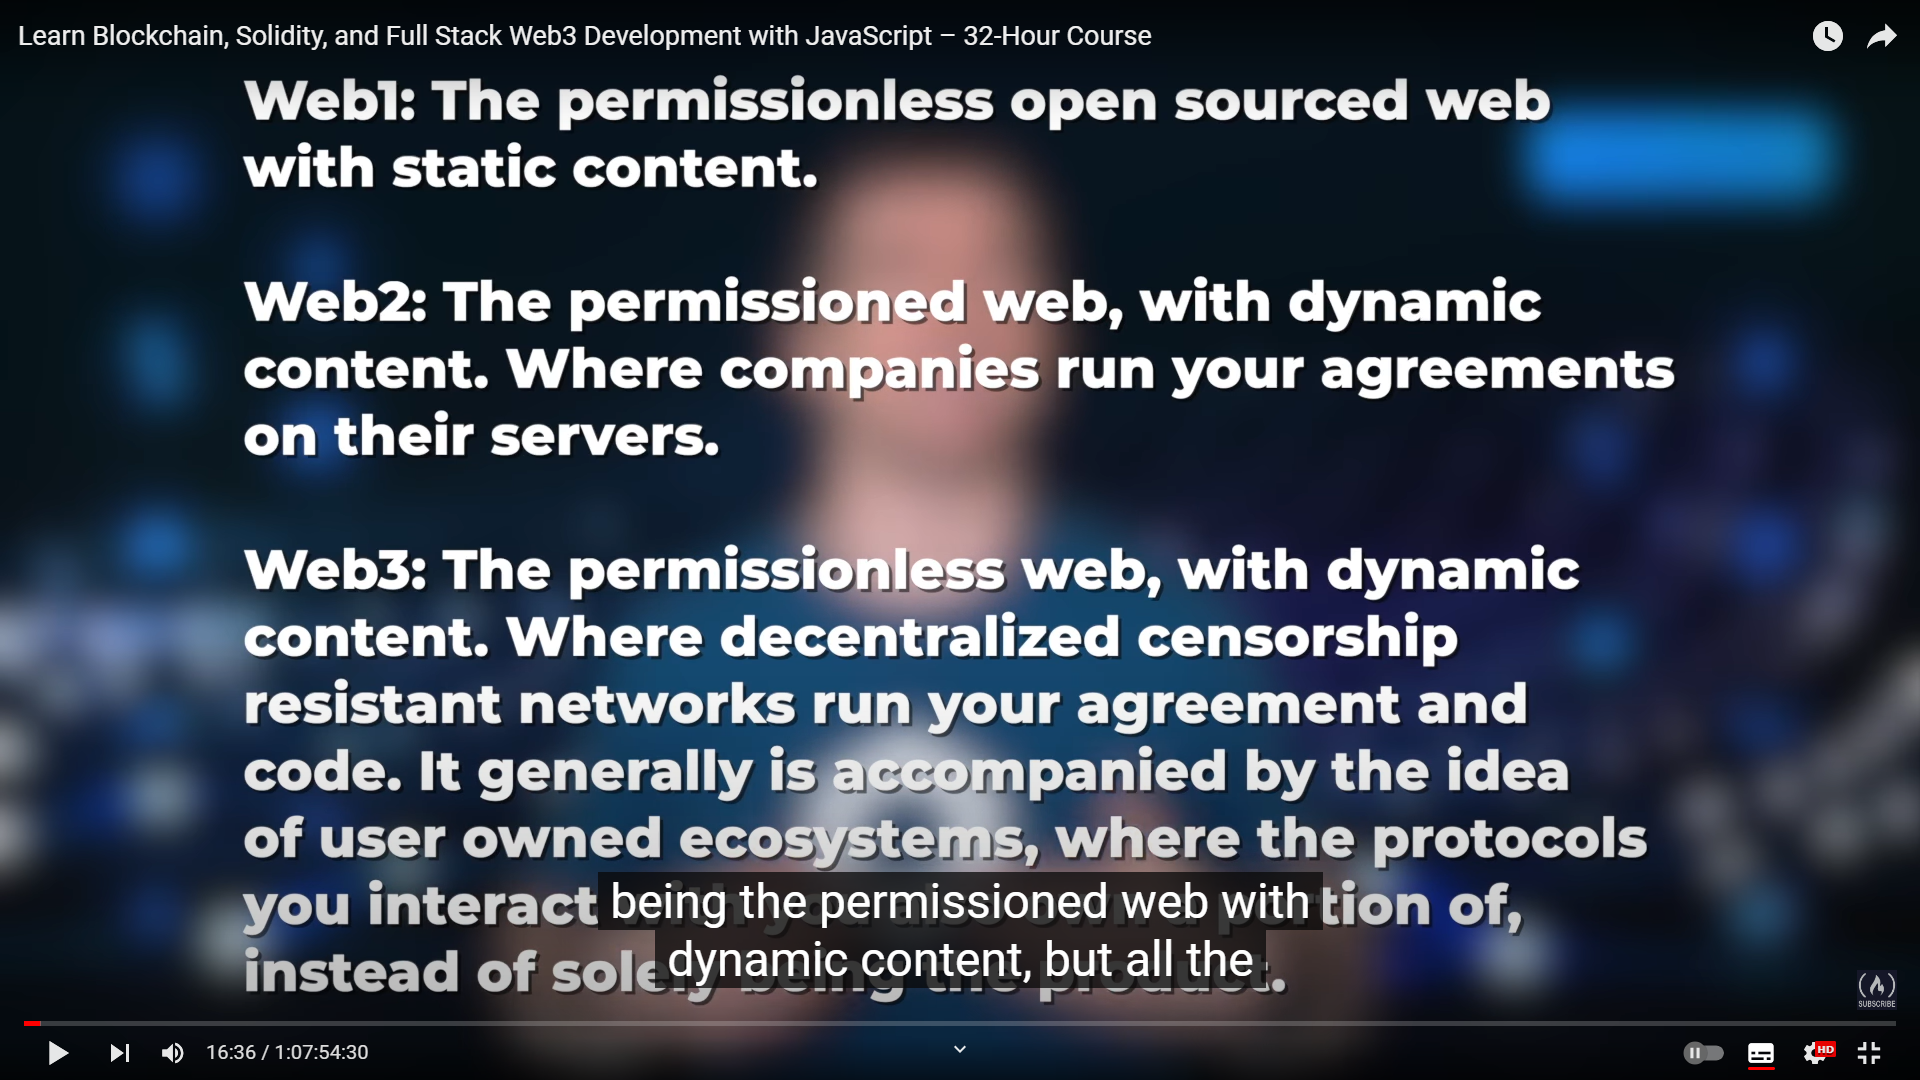 Learn Blockchain, Solidity, and Full Stack Web3 Development with JavaScript – 32-Hour Course
Web1: The permissionless open sourced web
with static content.
Web2: The permissioned web, with dynamic
content. Where companies run your agreements
on their servers.
Web3: The permissionless web, with dynamic
content. Where decentralized censorship
resistant networks run your agreement and
code. It generally is accompanied by the idea
of user owned ecosystems, where the protocols
you interact tion of,
instead of solely being the product.
being the permissioned web with
dynamic content, but all the
SUBSCRIBE
16:36 / 1:07:54:30
HD